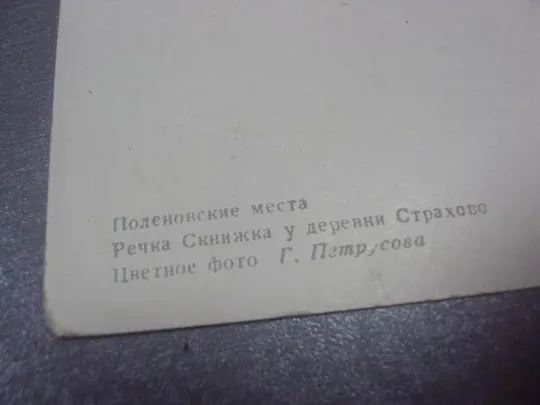 Поленовские места
Речка Скнижка у деревни Страхово
Цветное фото Г. Петрусова